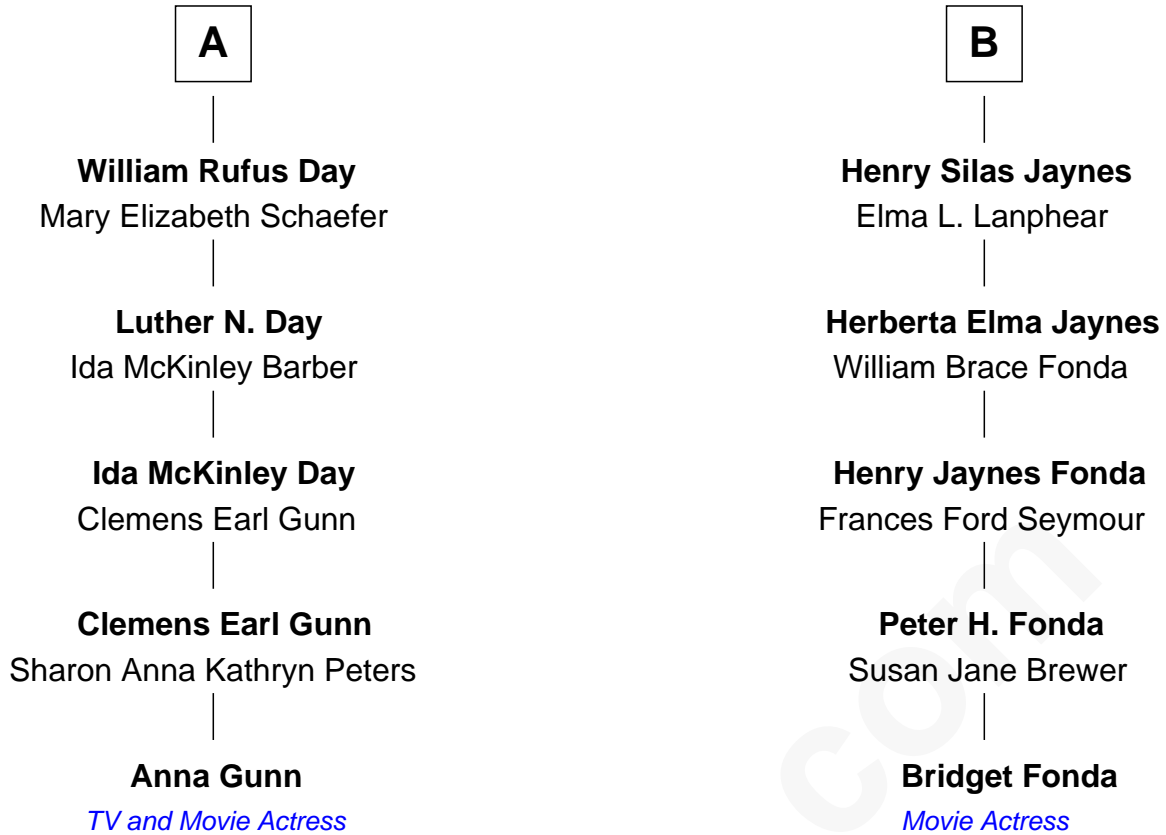 A
William Rufus Day
Mary Elizabeth Schaefer
Luther N. Day
Ida McKinley Barber
Ida McKinley Day
Clemens Earl Gunn
Clemens Earl Gunn
Sharon Anna Kathryn Peters
Anna Gunn
TV and Movie Actress
B
Henry Silas Jaynes
Elma L. Lanphear
Herberta Elma Jaynes
William Brace Fonda
Henry Jaynes Fonda
Frances Ford Seymour
Peter H. Fonda
Susan Jane Brewer
Bridget Fonda
Movie Actress
com